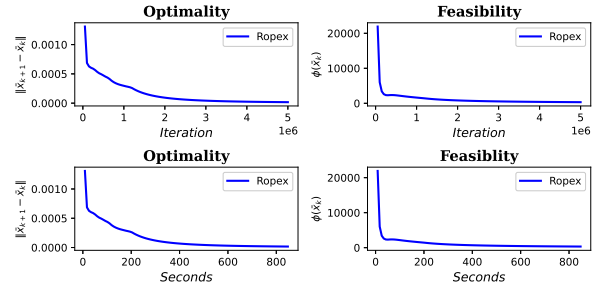 Optimality
Feasibility
0.0010
0.0005
0.0000
‖x̄ₖ₊₁ − x̄ₖ‖
Ropex
0 1 2 3 4 5
1e6
Iteration
20000
10000
0
ϕ(x̄ₖ)
Ropex
0 1 2 3 4 5
1e6
Iteration
Optimality
Feasiblity
0.0010
0.0005
0.0000
‖x̄ₖ₊₁ − x̄ₖ‖
Ropex
0 200 400 600 800
Seconds
20000
10000
0
ϕ(x̄ₖ)
Ropex
0 200 400 600 800
Seconds